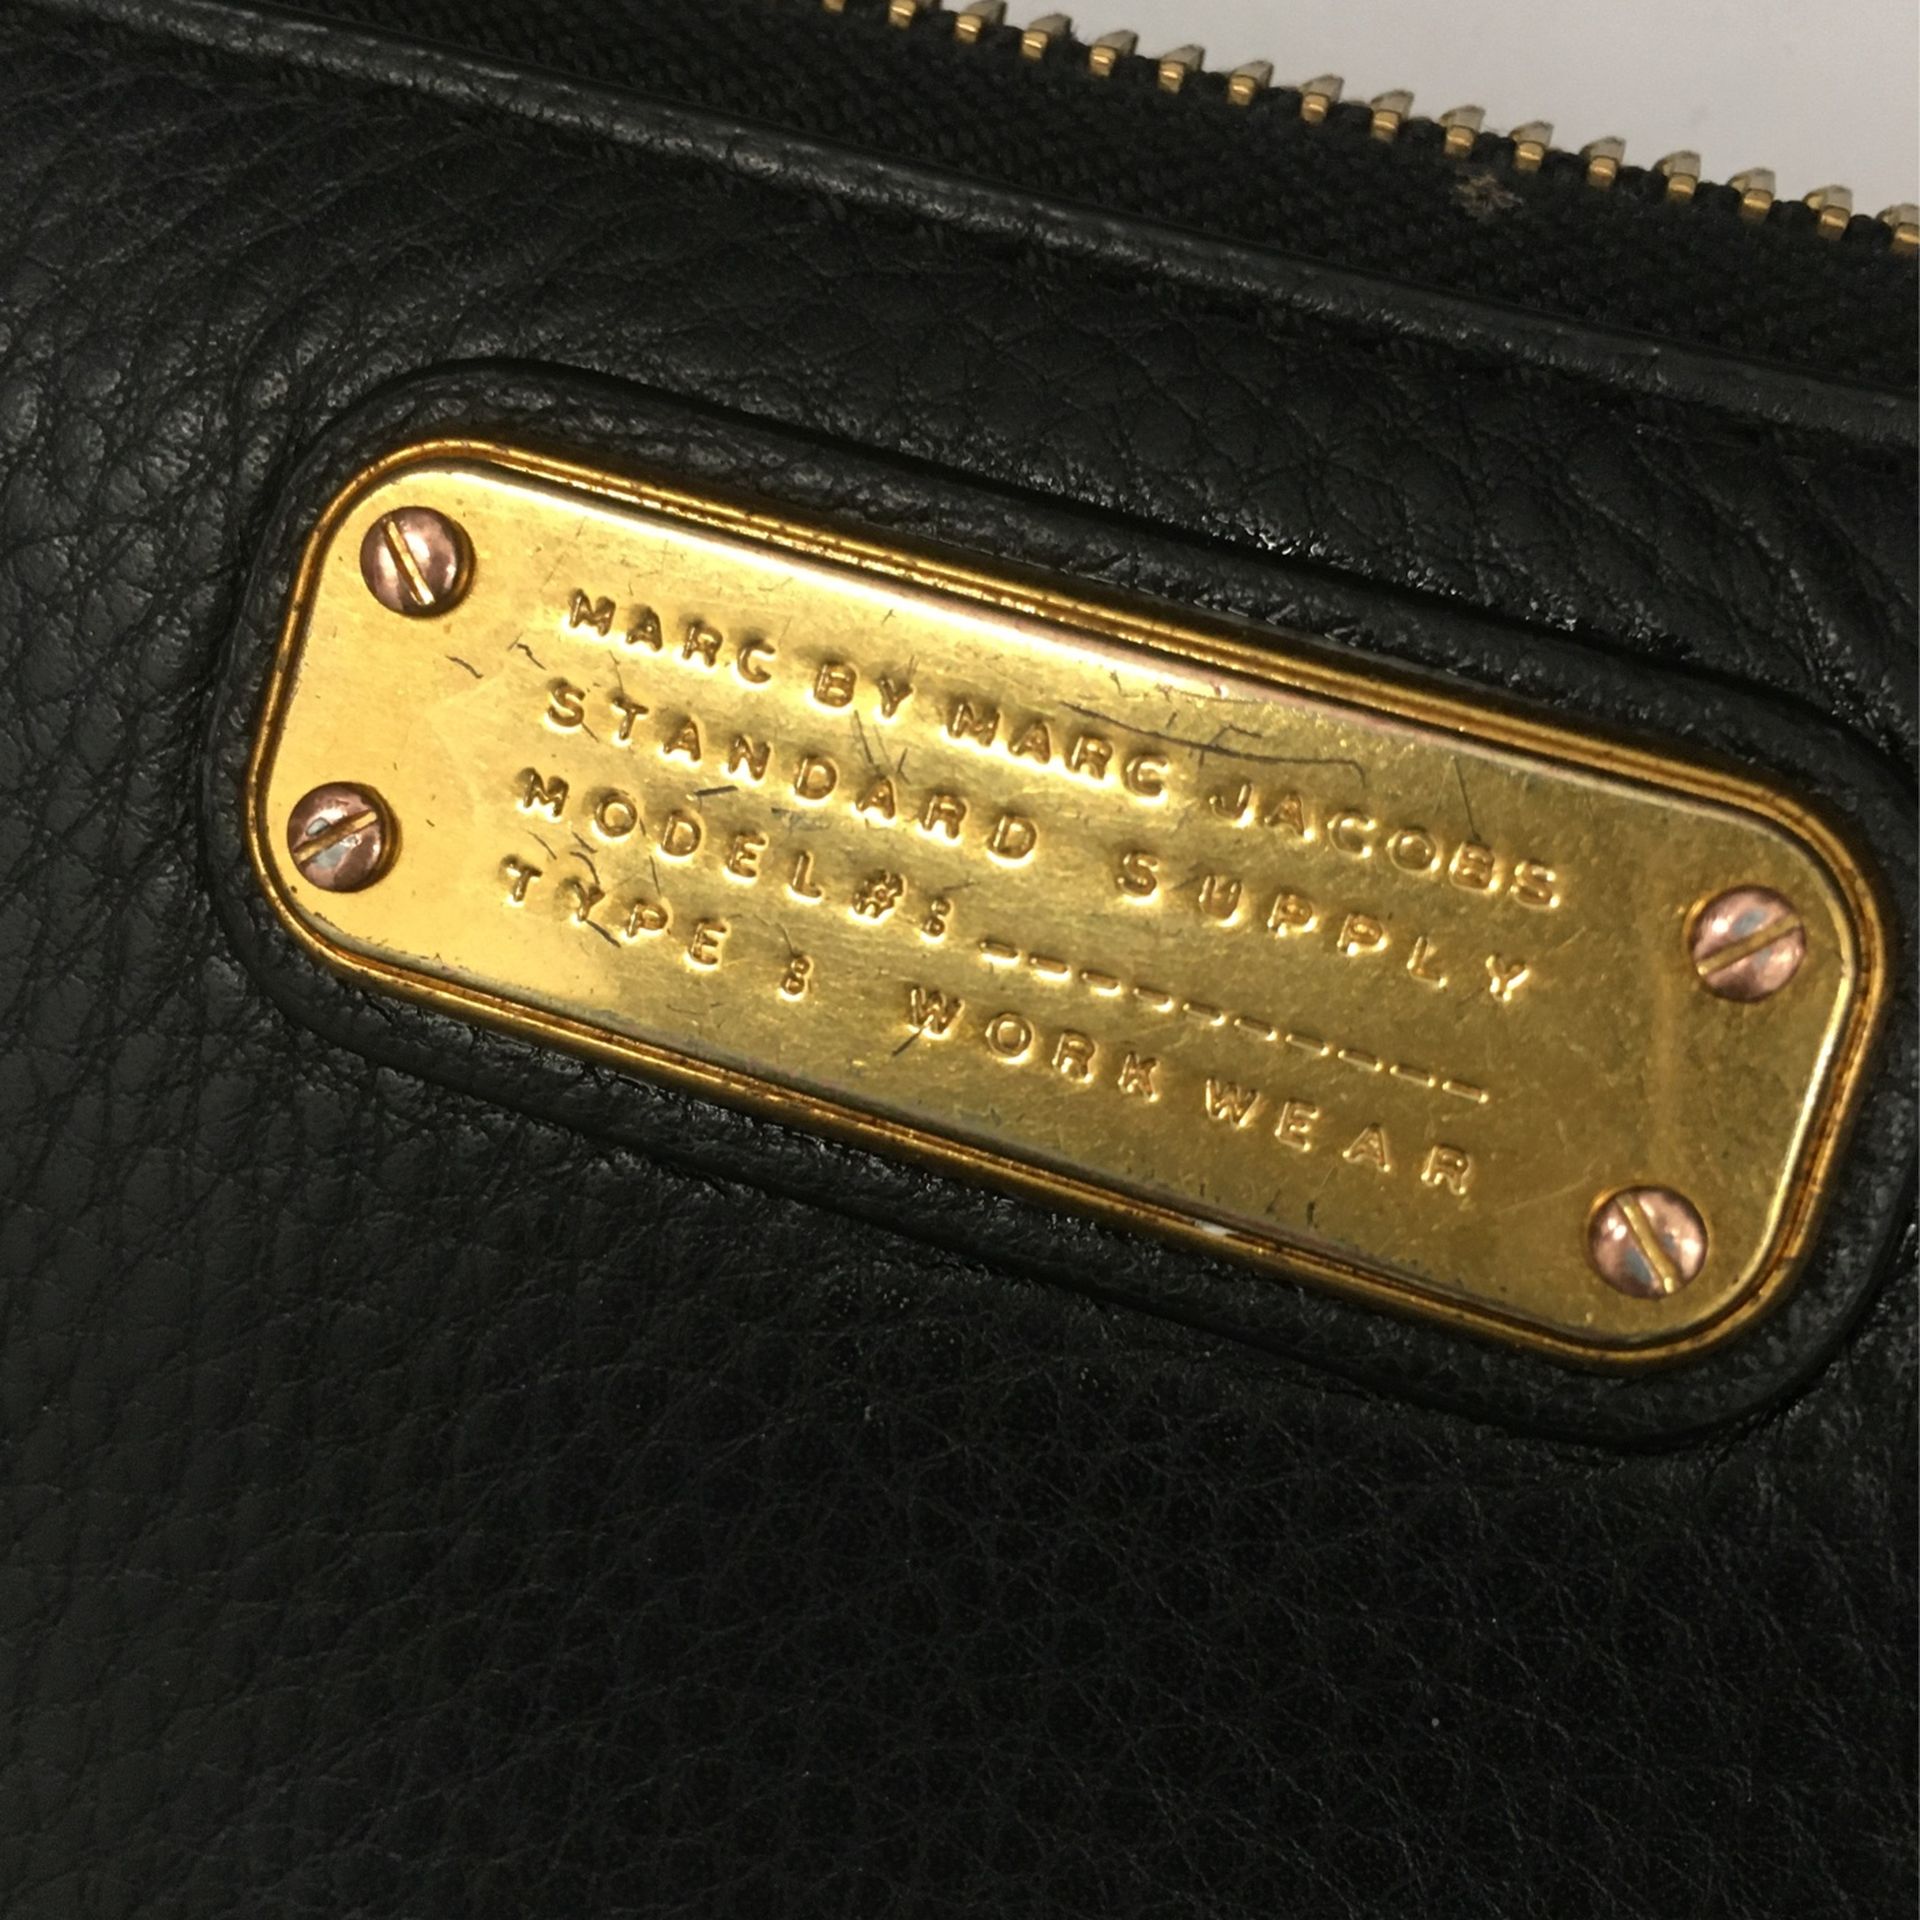 MARC BY MARC JACOBS
STANDARD SUPPLY
MODEL#:----------
TYPE: WORK WEAR